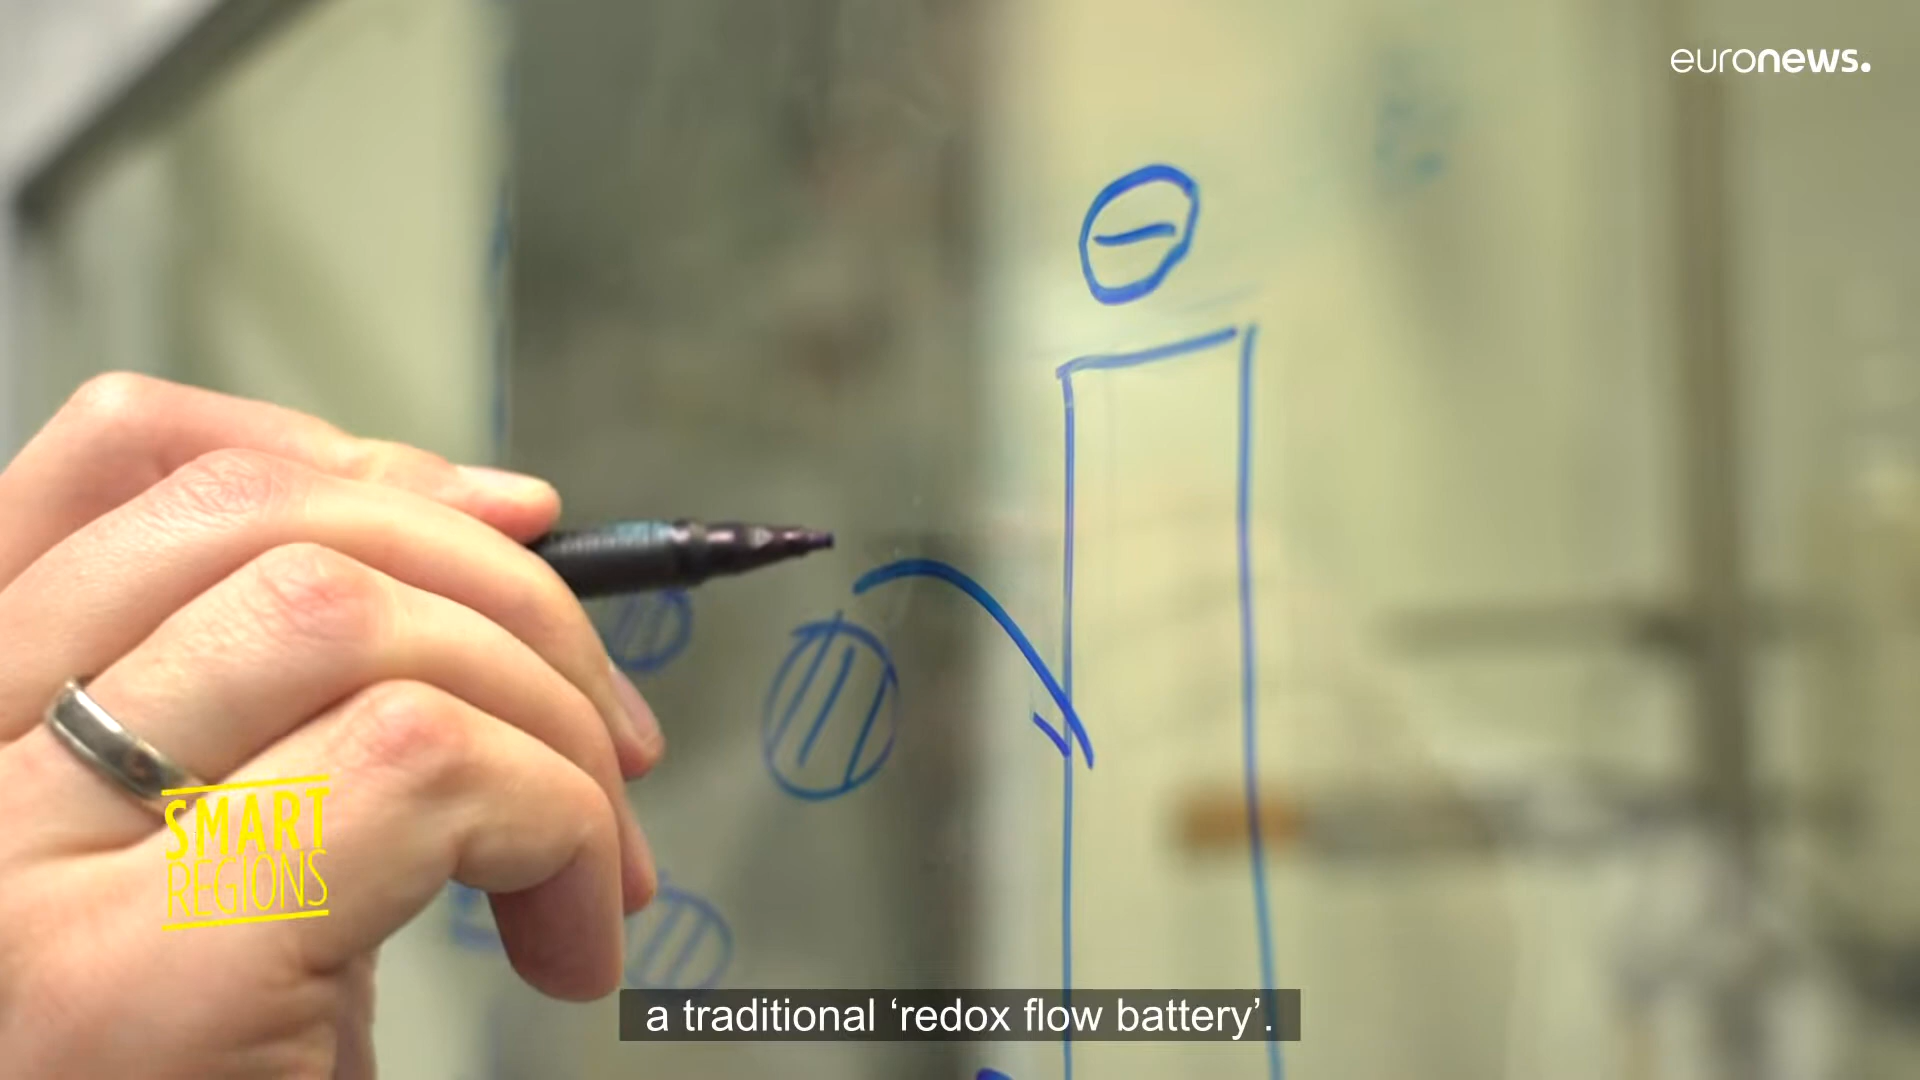 euronews.
SMART
REGIONS
a traditional ‘redox flow battery’.